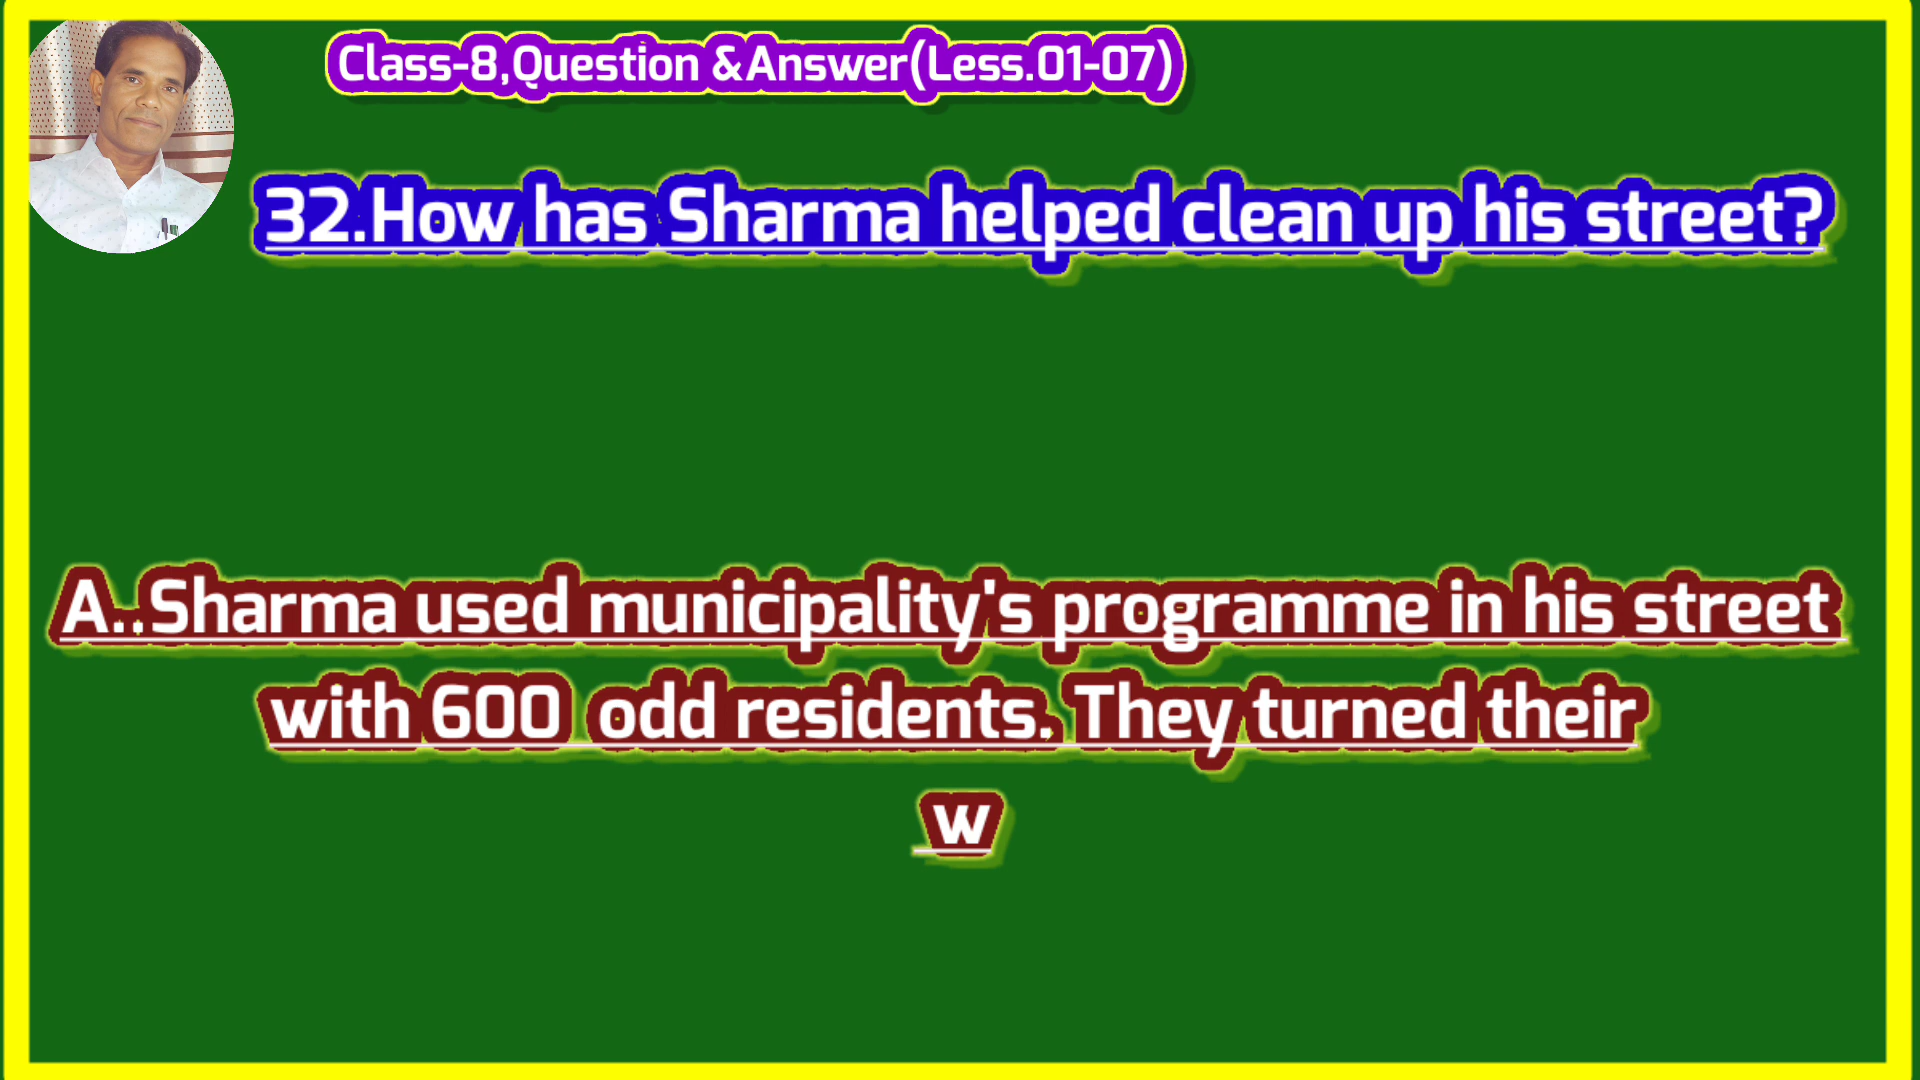 Class-8,Question &Answer(Less.01-07)
32.How has Sharma helped clean up his street?
A..Sharma used municipality's programme in his street
with 600 odd residents. They turned their
w